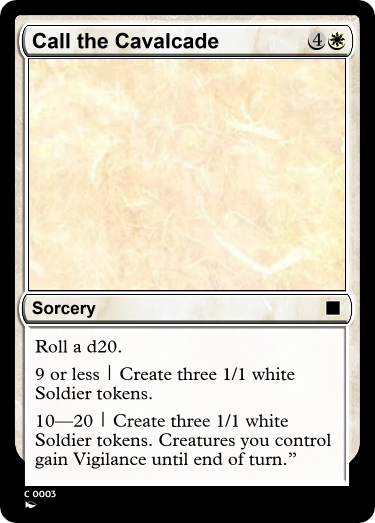 Call the Cavalcade 4
Sorcery
Roll a d20.
9 or less | Create three 1/1 white
Soldier tokens.
10—20 | Create three 1/1 white
Soldier tokens. Creatures you control
gain Vigilance until end of turn.”
C 0003